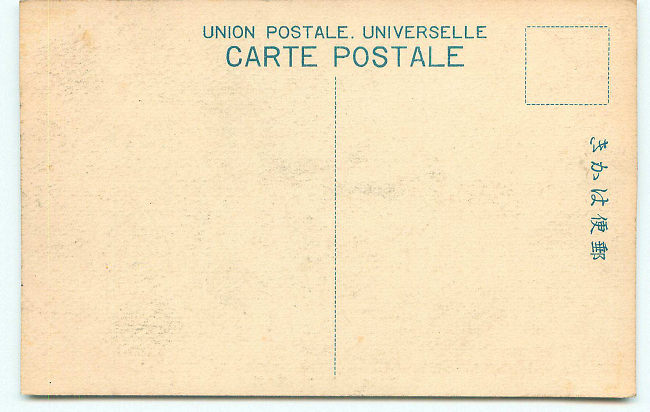 UNION POSTALE. UNIVERSELLE
CARTE POSTALE
郵便はかき